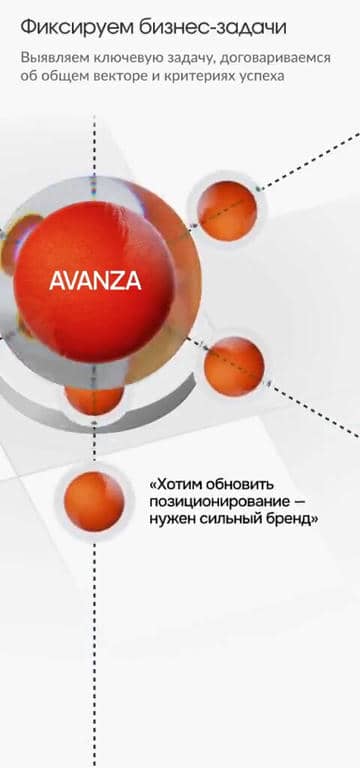 Фиксируем бизнес-задачи
Выявляем ключевую задачу, договариваемся
об общем векторе и критериях успеха
AVANZA
«Хотим обновить
позиционирование —
нужен сильный бренд»